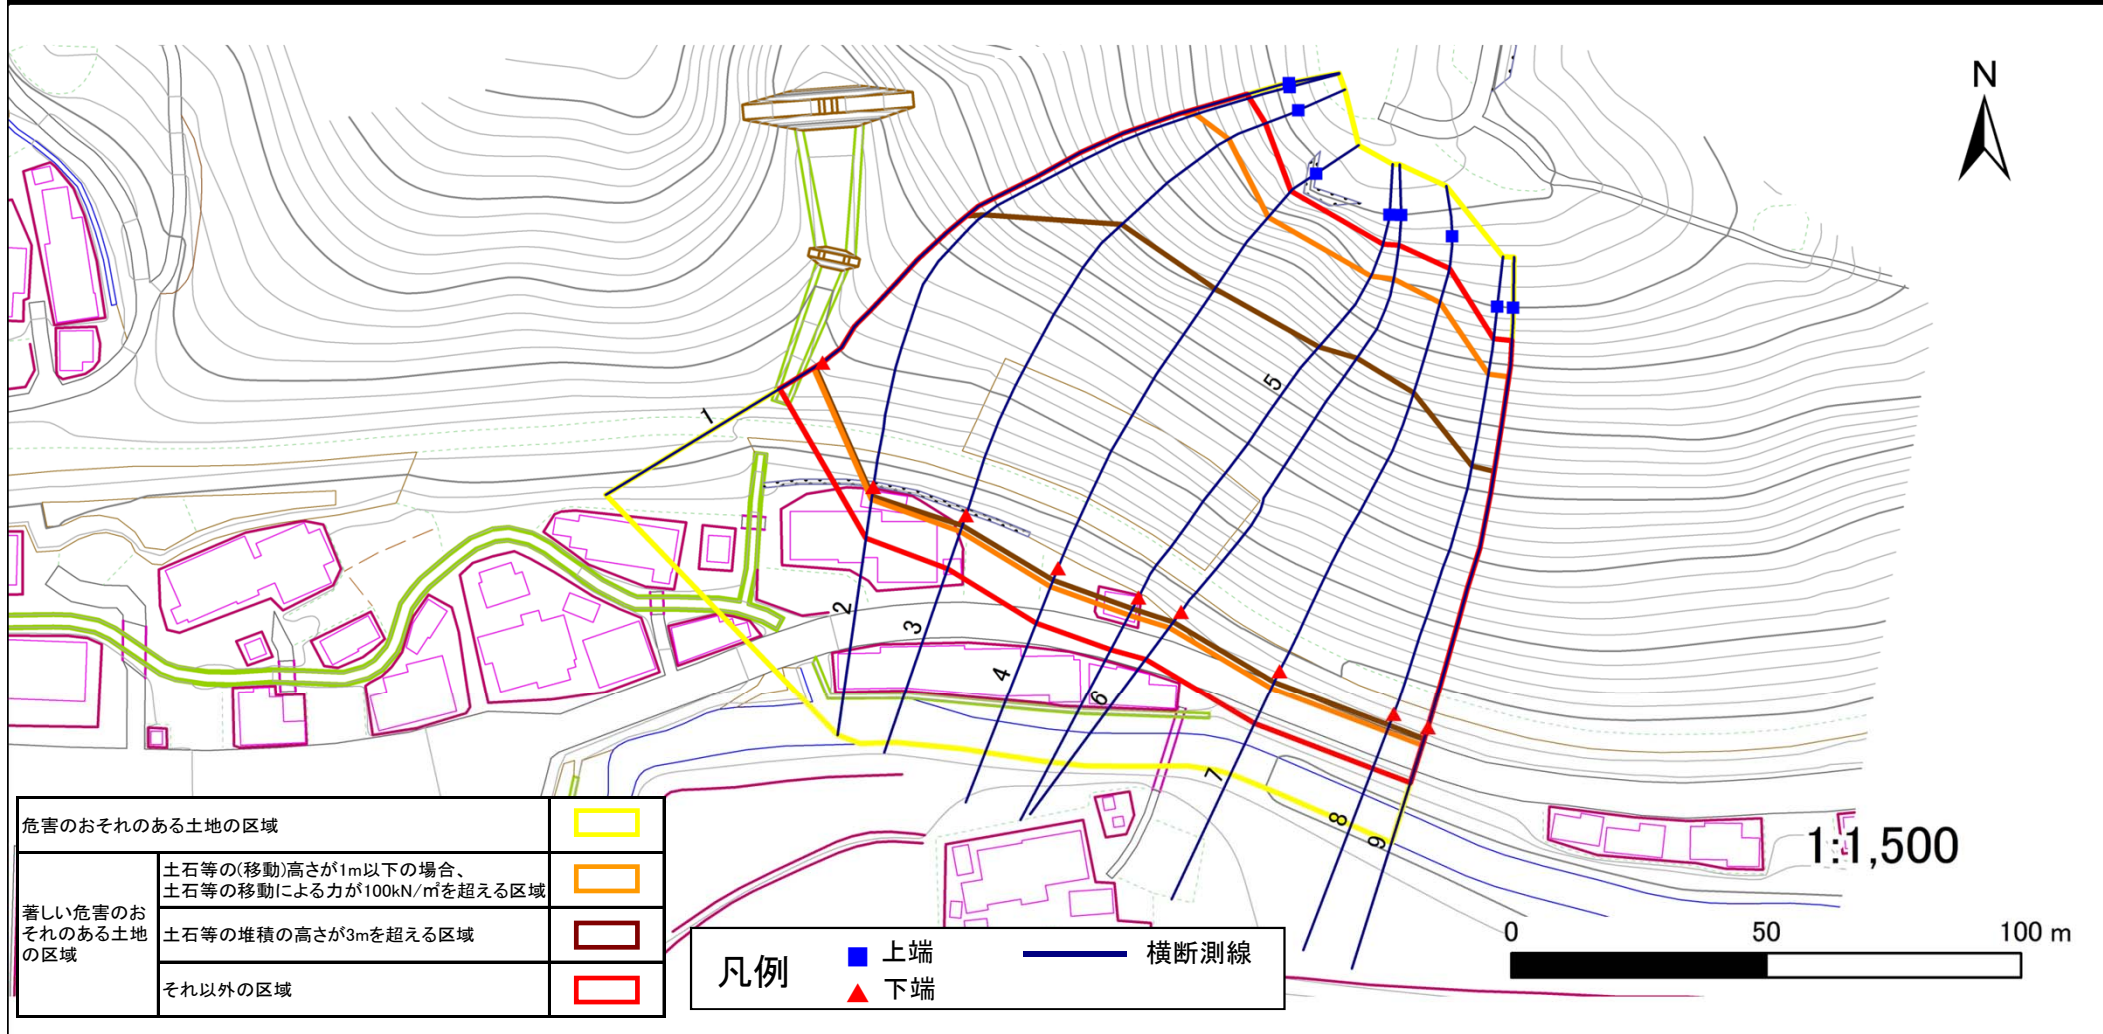 N
1
2
3
4
5
6
7
8
9
1:1,500
0 50 100 m
危害のおそれのある土地の区域
著しい危害のお
それのある土地
の区域
土石等の(移動)高さが1m以下の場合、
土石等の移動による力が100kN/㎡を超える区域
土石等の堆積の高さが3mを超える区域
それ以外の区域
凡例
上端
下端
横断測線